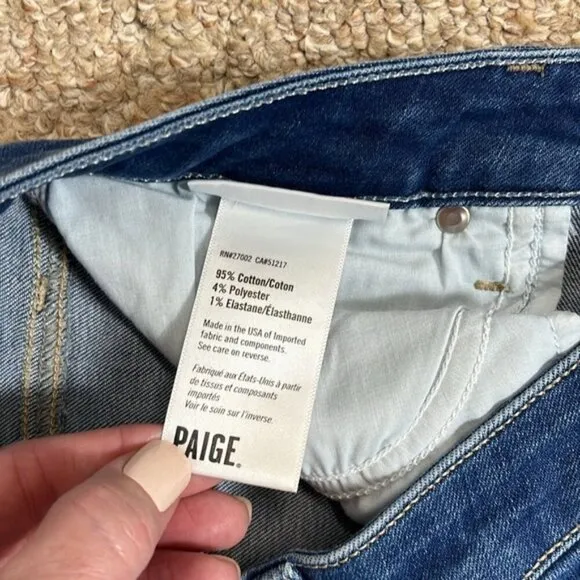 RN#27002 CA#51217
95% Cotton/Coton
4% Polyester
1% Elastane/Élasthanne
Made in the USA of Imported
fabric and components.
See care on reverse.
Fabriqué aux États-Unis à partir
de tissus et composants
importés
Voir le soin sur l'inverse.
PAIGE